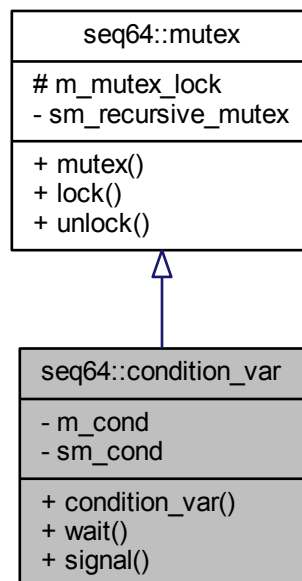 seq64::mutex
# m_mutex_lock
- sm_recursive_mutex
+ mutex()
+ lock()
+ unlock()
seq64::condition_var
- m_cond
- sm_cond
+ condition_var()
+ wait()
+ signal()